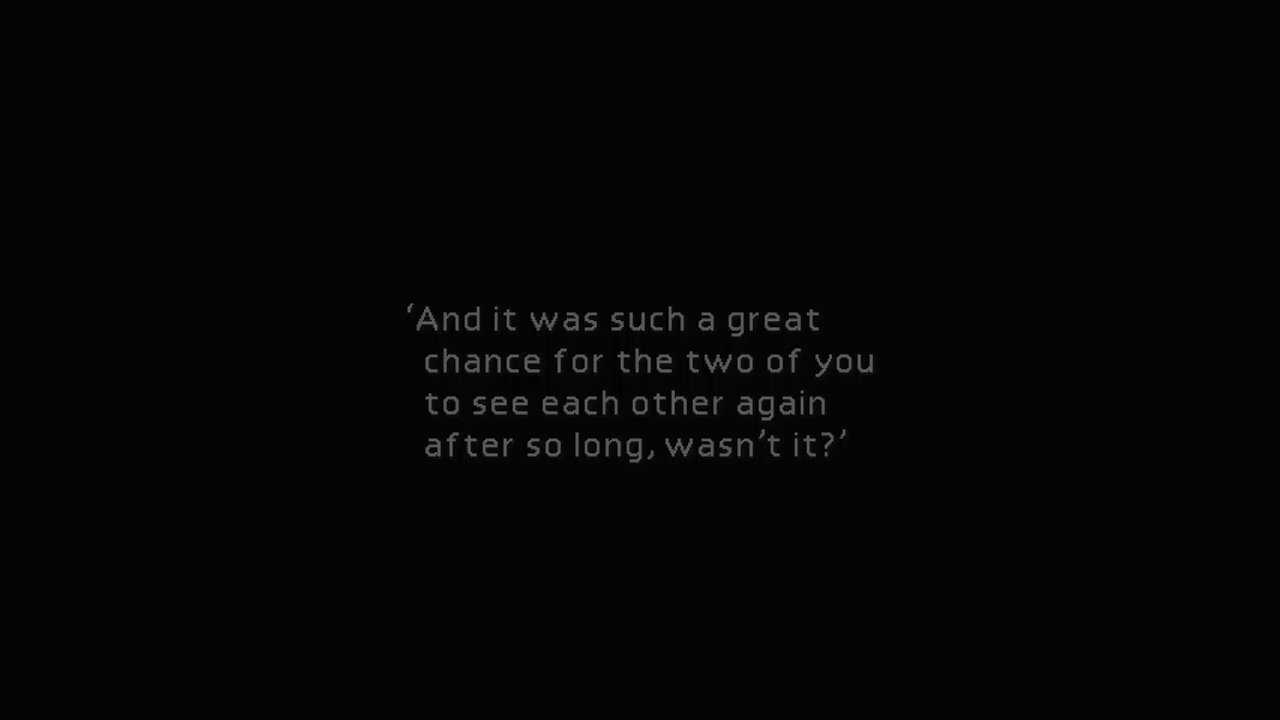 ‘And it was such a great
chance for the two of you
to see each other again
after so long, wasn’t it?’